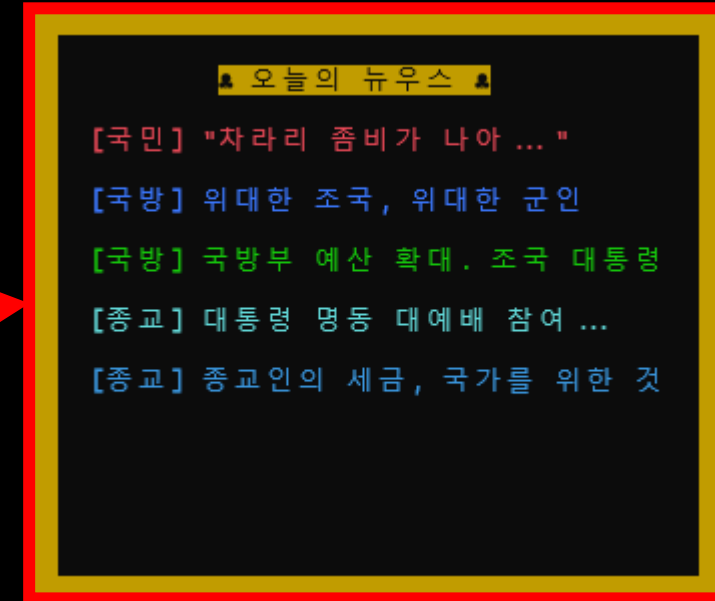 ♟ 오늘의 뉴우스 ♟
[국민] "차라리 좀비가 나아 ... "
[국방] 위대한 조국, 위대한 군인
[국방] 국방부 예산 확대. 조국 대통령
[종교] 대통령 명동 대예배 참여 ...
[종교] 종교인의 세금, 국가를 위한 것